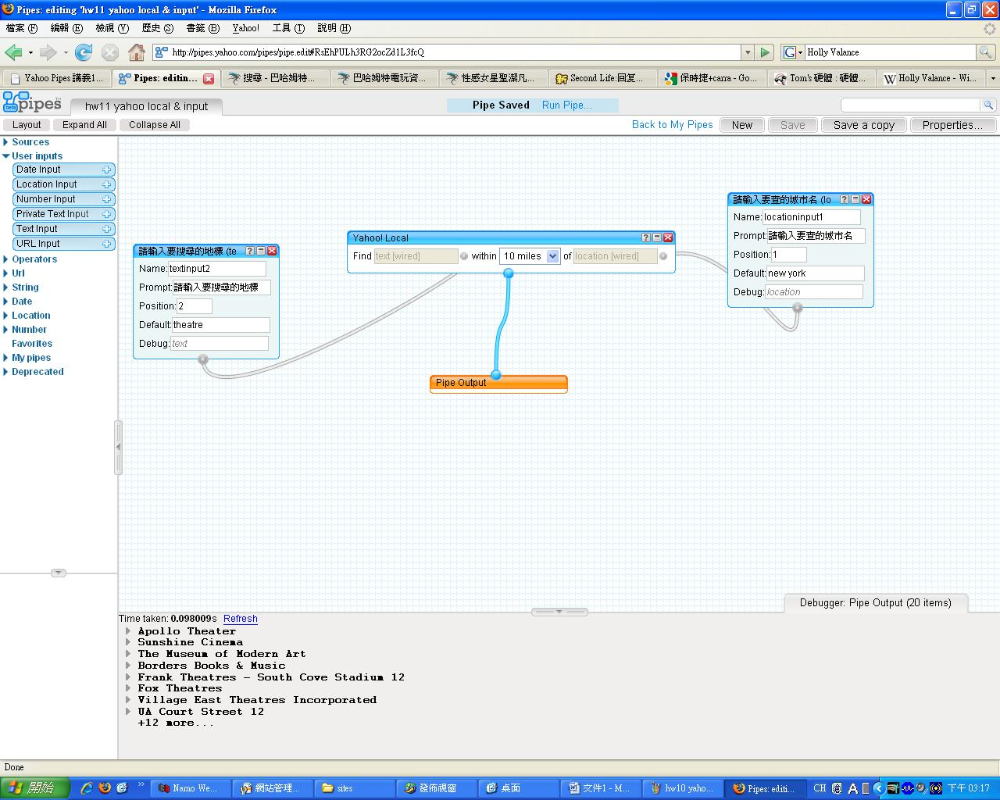 Pipes: editing 'hw11 yahoo local & input' - Mozilla Firefox
檔案(F) 編輯(E) 檢視(V) 歷史(S) 書籤(B) Yahoo! 工具(T) 說明(H)
http://pipes.yahoo.com/pipes/pipe.edit#RsEhPULh3RG2ocZd1L3fcQ
G Holly Valance
Yahoo Pipes 講義1...
Pipes: editin...
搜尋 - 巴哈姆特...
巴哈姆特電玩資...
性感女星聖潔凡...
Second Life:回复...
保時捷+carra - Go...
Tom's 硬體 : 硬體...
Holly Valance - Wi...
beta pipes
hw11 yahoo local & input
Pipe Saved Run Pipe...
Layout Expand All Collapse All
Back to My Pipes New Save Save a copy Properties...
Sources
User inputs
Date Input
Location Input
Number Input
Private Text Input
Text Input
URL Input
Operators
Url
String
Date
Location
Number
Favorites
My pipes
Deprecated
請輸入要搜尋的地標 (te
Name: textinput2
Prompt: 請輸入要搜尋的地標
Position: 2
Default: theatre
Debug: text
Yahoo! Local
Find text [wired] within 10 miles of location [wired]
請輸入要查的城市名 (lo
Name: locationinput1
Prompt: 請輸入要查的城市名
Position: 1
Default: new york
Debug: location
Pipe Output
Debugger: Pipe Output (20 items)
Time taken: 0.098009s Refresh
Apollo Theater
Sunshine Cinema
The Museum of Modern Art
Borders Books & Music
Frank Theatres - South Cove Stadium 12
Fox Theatres
Village East Theatres Incorporated
UA Court Street 12
+12 more...
Done
開始
Namo We...
網站管理...
sites
發佈視窗
桌面
文件1 - M...
hw10 yaho...
Pipes: editi...
CH
下午 03:17